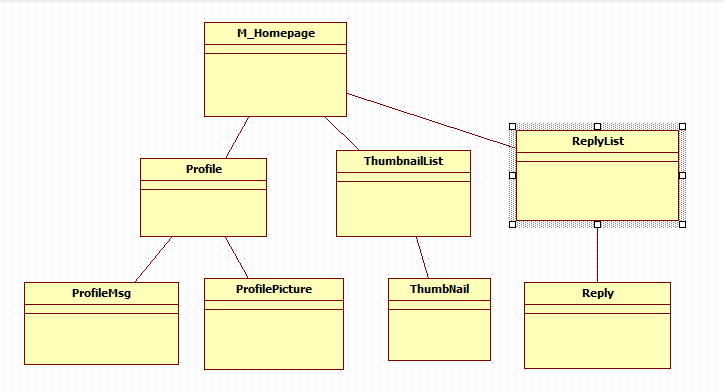 M_Homepage
ReplyList
ThumbnailList
Profile
ProfileMsg
ProfilePicture
ThumbNail
Reply